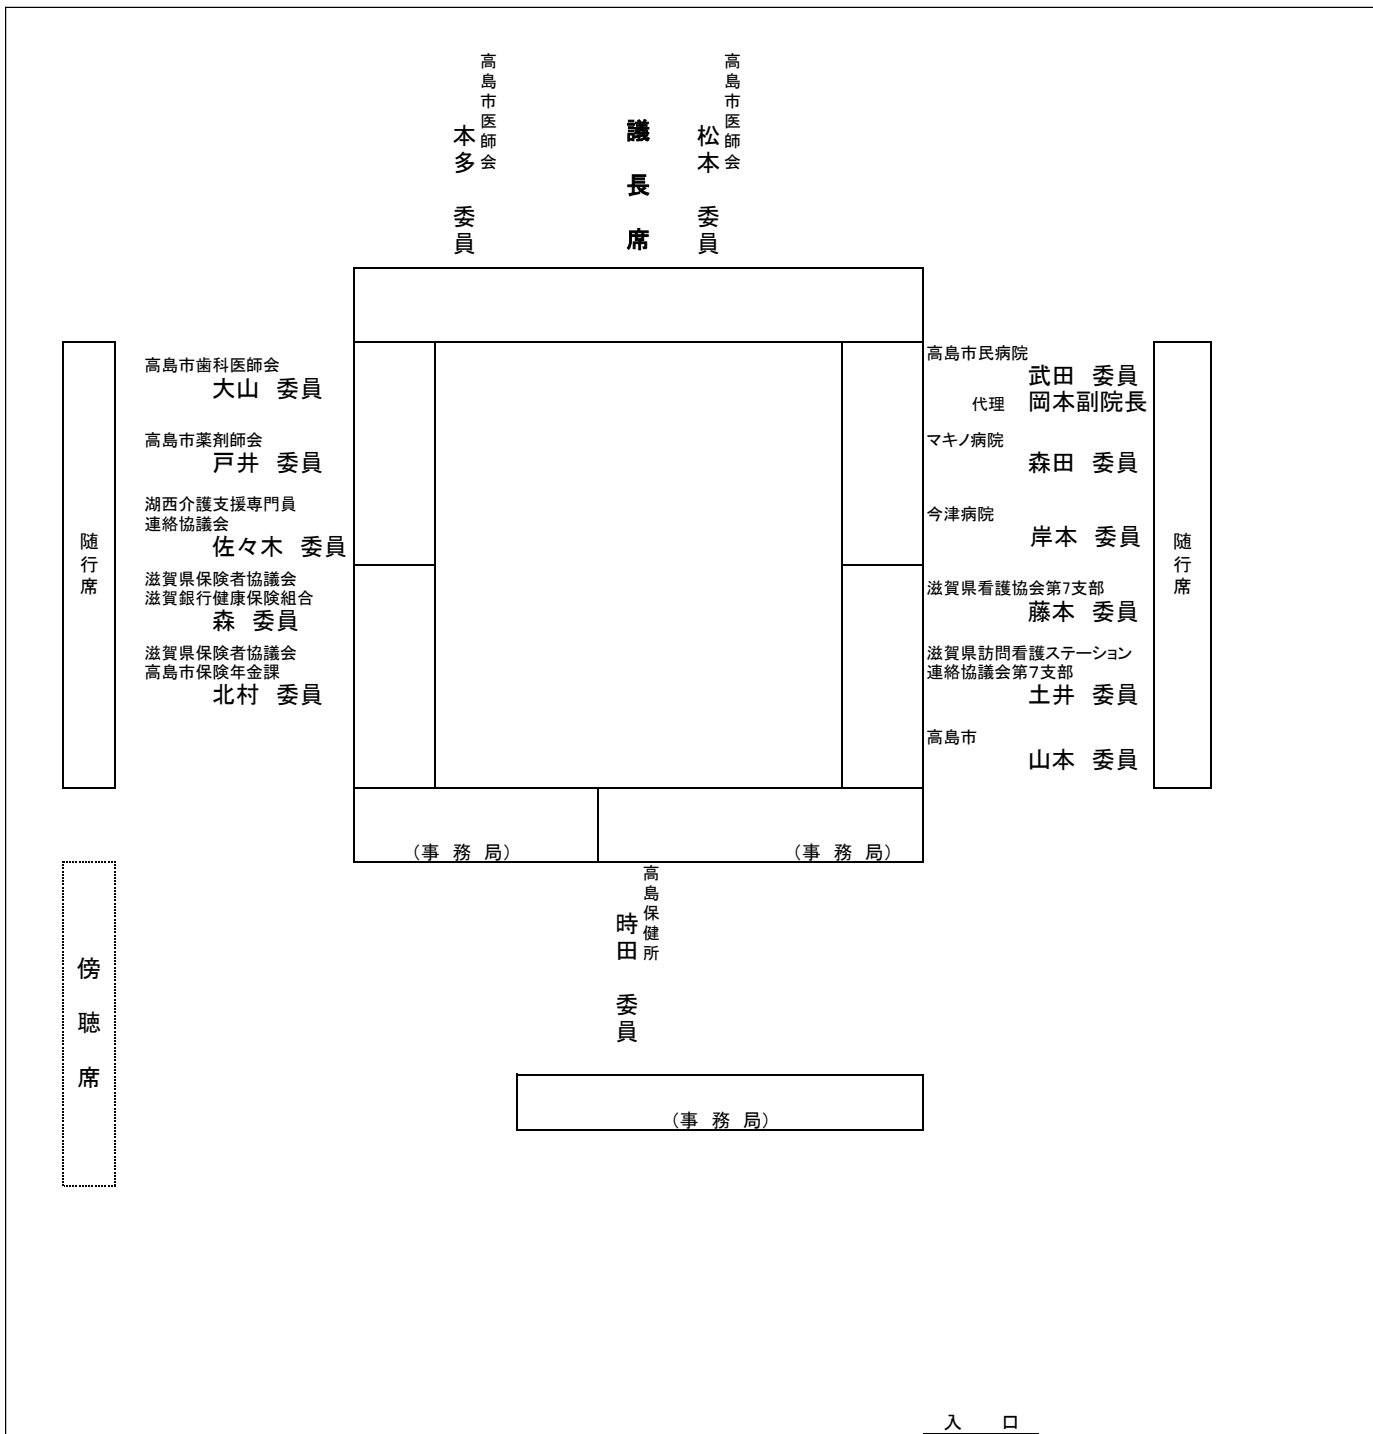 高島市医師会
本多　委員
議長席
高島市医師会
松本　委員
高島市歯科医師会
大山　委員
高島市薬剤師会
戸井　委員
湖西介護支援専門員
連絡協議会
佐々木　委員
滋賀県保険者協議会
滋賀銀行健康保険組合
森　委員
滋賀県保険者協議会
高島市保険年金課
北村　委員
随行席
高島市民病院
武田　委員
代理　岡本副院長
マキノ病院
森田　委員
今津病院
岸本　委員
滋賀県看護協会第7支部
藤本　委員
滋賀県訪問看護ステーション
連絡協議会第7支部
土井　委員
高島市
山本　委員
随行席
（事 務 局）
（事 務 局）
高島保健所
時田　委員
傍聴席
（事 務 局）
入　口